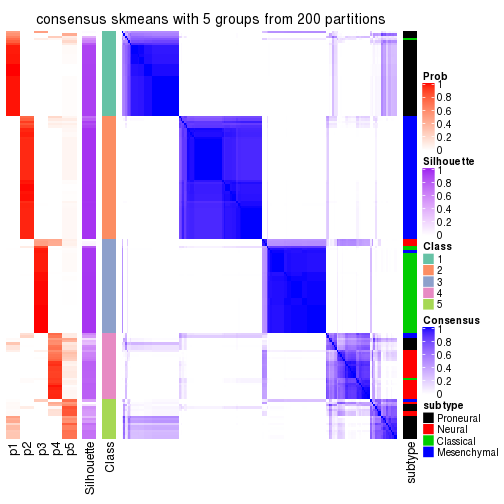 consensus skmeans with 5 groups from 200 partitions
Prob
1
0.8
0.6
0.4
0.2
0
Silhouette
1
0.8
0.6
0.4
0.2
0
Class
1
2
3
4
5
Consensus
1
0.8
0.6
0.4
0.2
0
subtype
Proneural
Neural
Classical
Mesenchymal
p1
p2
p3
p4
p5
Silhouette
Class
subtype